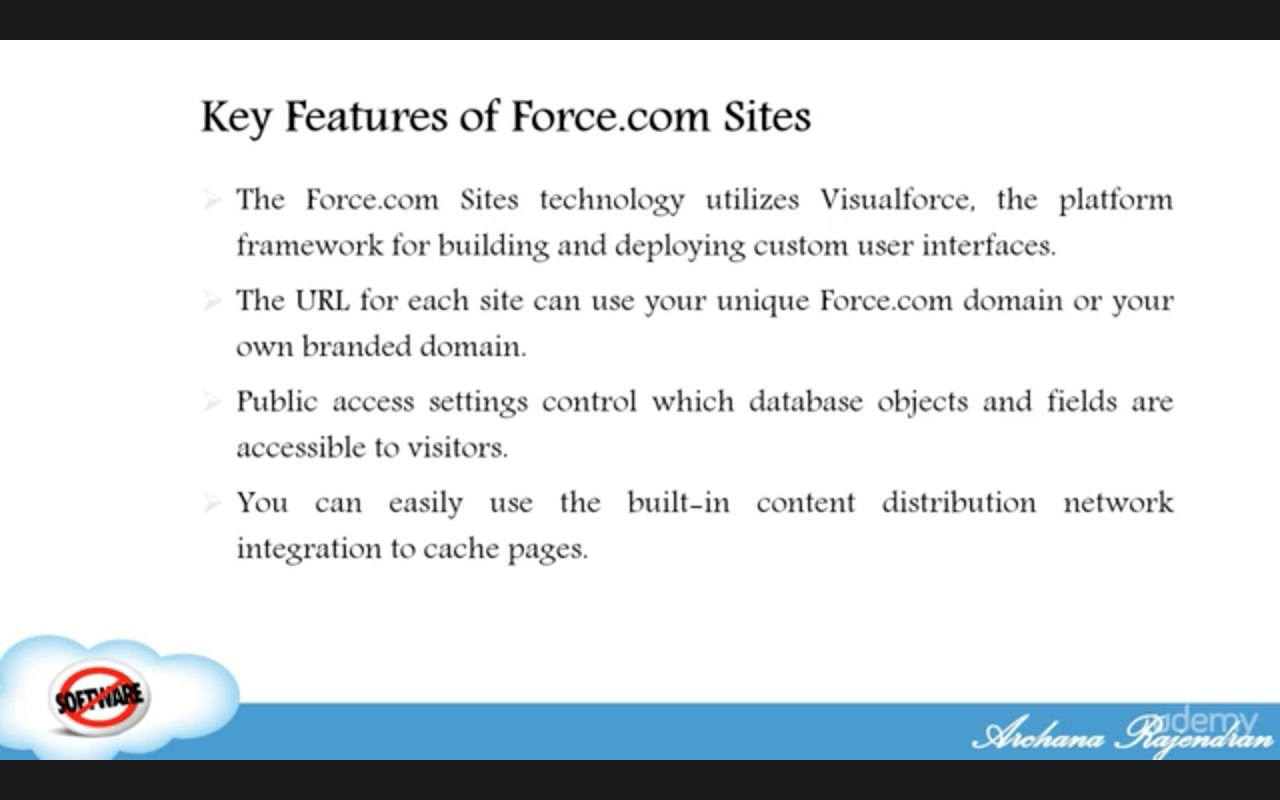 Key Features of Force.com Sites
The Force.com Sites technology utilizes Visualforce, the platform
framework for building and deploying custom user interfaces.
The URL for each site can use your unique Force.com domain or your
own branded domain.
Public access settings control which database objects and fields are
accessible to visitors.
You can easily use the built-in content distribution network
integration to cache pages.
SOFTWARE
udemy
Archana Rajendran